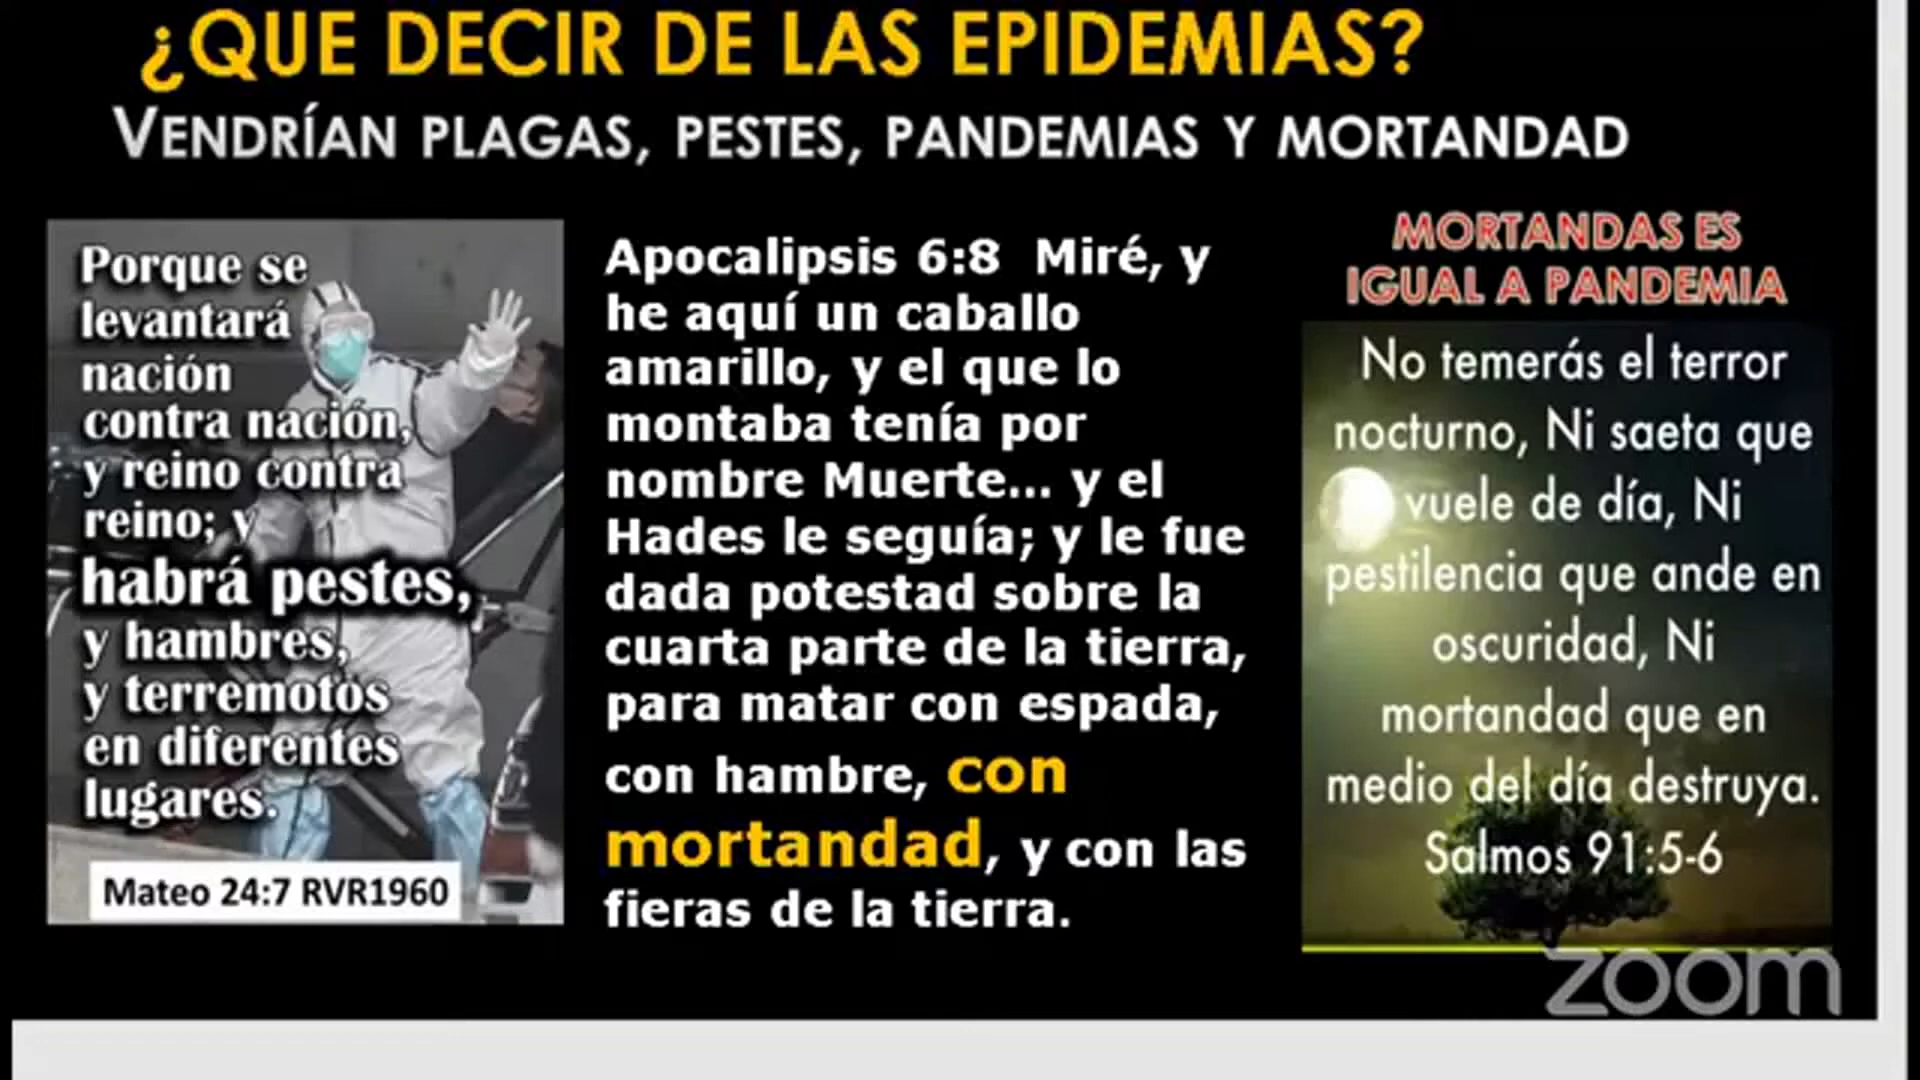 ¿QUE DECIR DE LAS EPIDEMIAS?
VENDRÍAN PLAGAS, PESTES, PANDEMIAS Y MORTANDAD
Porque se
levantará
nación
contra nación,
y reino contra
reino; y
habrá pestes,
y hambres,
y terremotos
en diferentes
lugares.
Mateo 24:7 RVR1960
Apocalipsis 6:8 Miré, y
he aquí un caballo
amarillo, y el que lo
montaba tenía por
nombre Muerte... y el
Hades le seguía; y le fue
dada potestad sobre la
cuarta parte de la tierra,
para matar con espada,
con hambre, con
mortandad, y con las
fieras de la tierra.
MORTANDAS ES
IGUAL A PANDEMIA
No temerás el terror
nocturno, Ni saeta que
vuele de día, Ni
pestilencia que ande en
oscuridad, Ni
mortandad que en
medio del día destruya.
Salmos 91:5-6
zoom